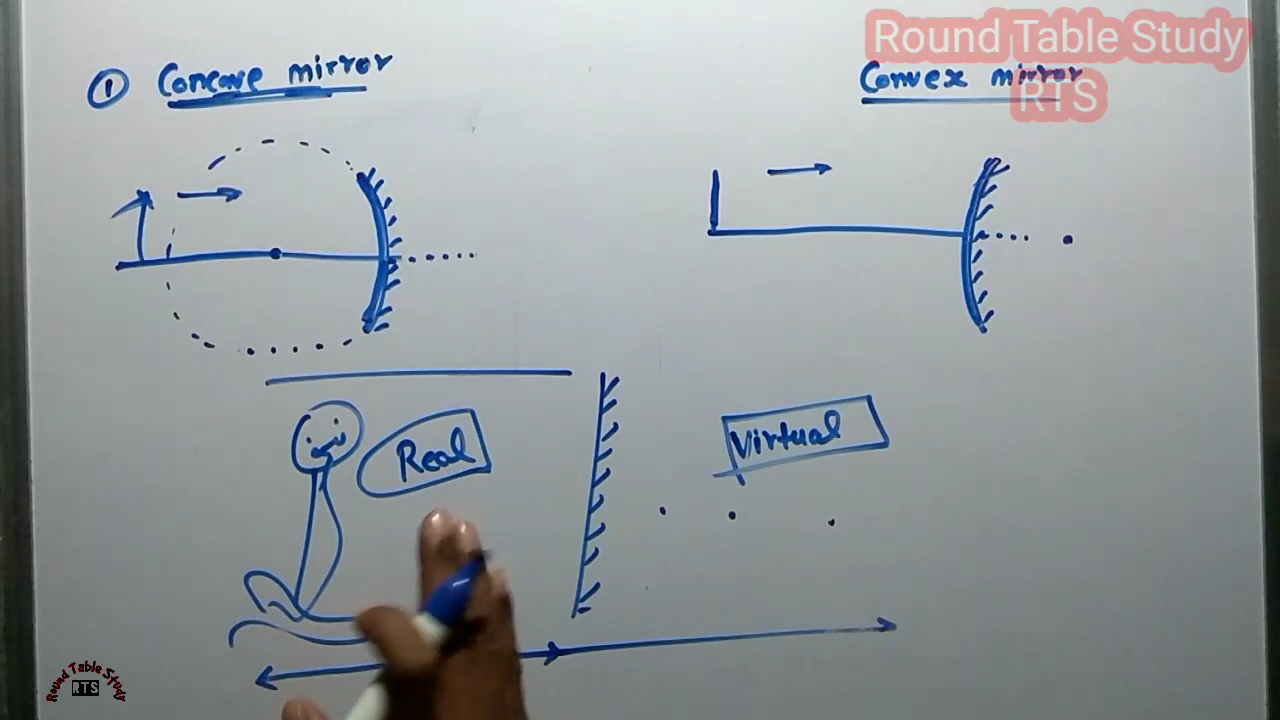 Round Table Study
RTS
① Concave mirror
Convex mirror
Real
Virtual
Round Table Study
RTS